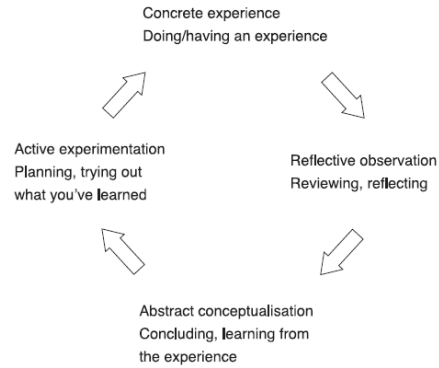 Concrete experience
Doing/having an experience
Reflective observation
Reviewing, reflecting
Abstract conceptualisation
Concluding, learning from
the experience
Active experimentation
Planning, trying out
what you've learned